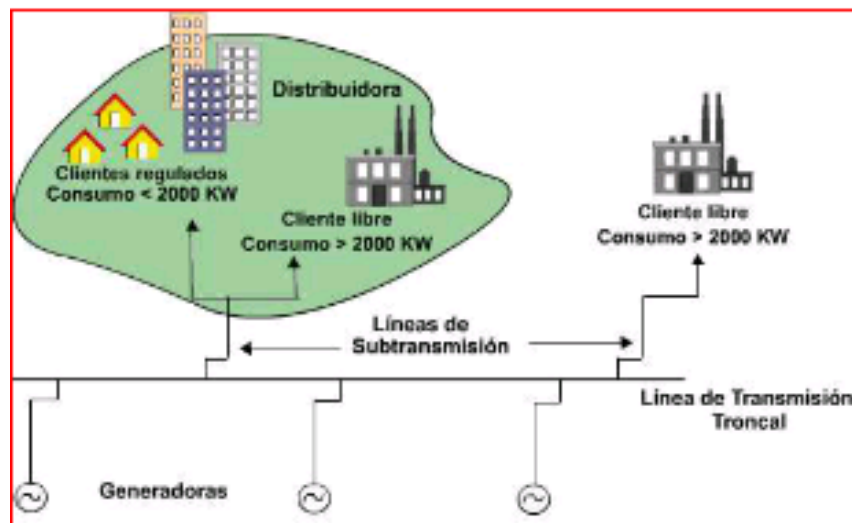 Distribuidora
Clientes regulados
Consumo < 2000 KW
Cliente libre
Consumo > 2000 KW
Cliente libre
Consumo > 2000 KW
Líneas de
Subtransmisión
Línea de Transmisión
Troncal
Generadoras